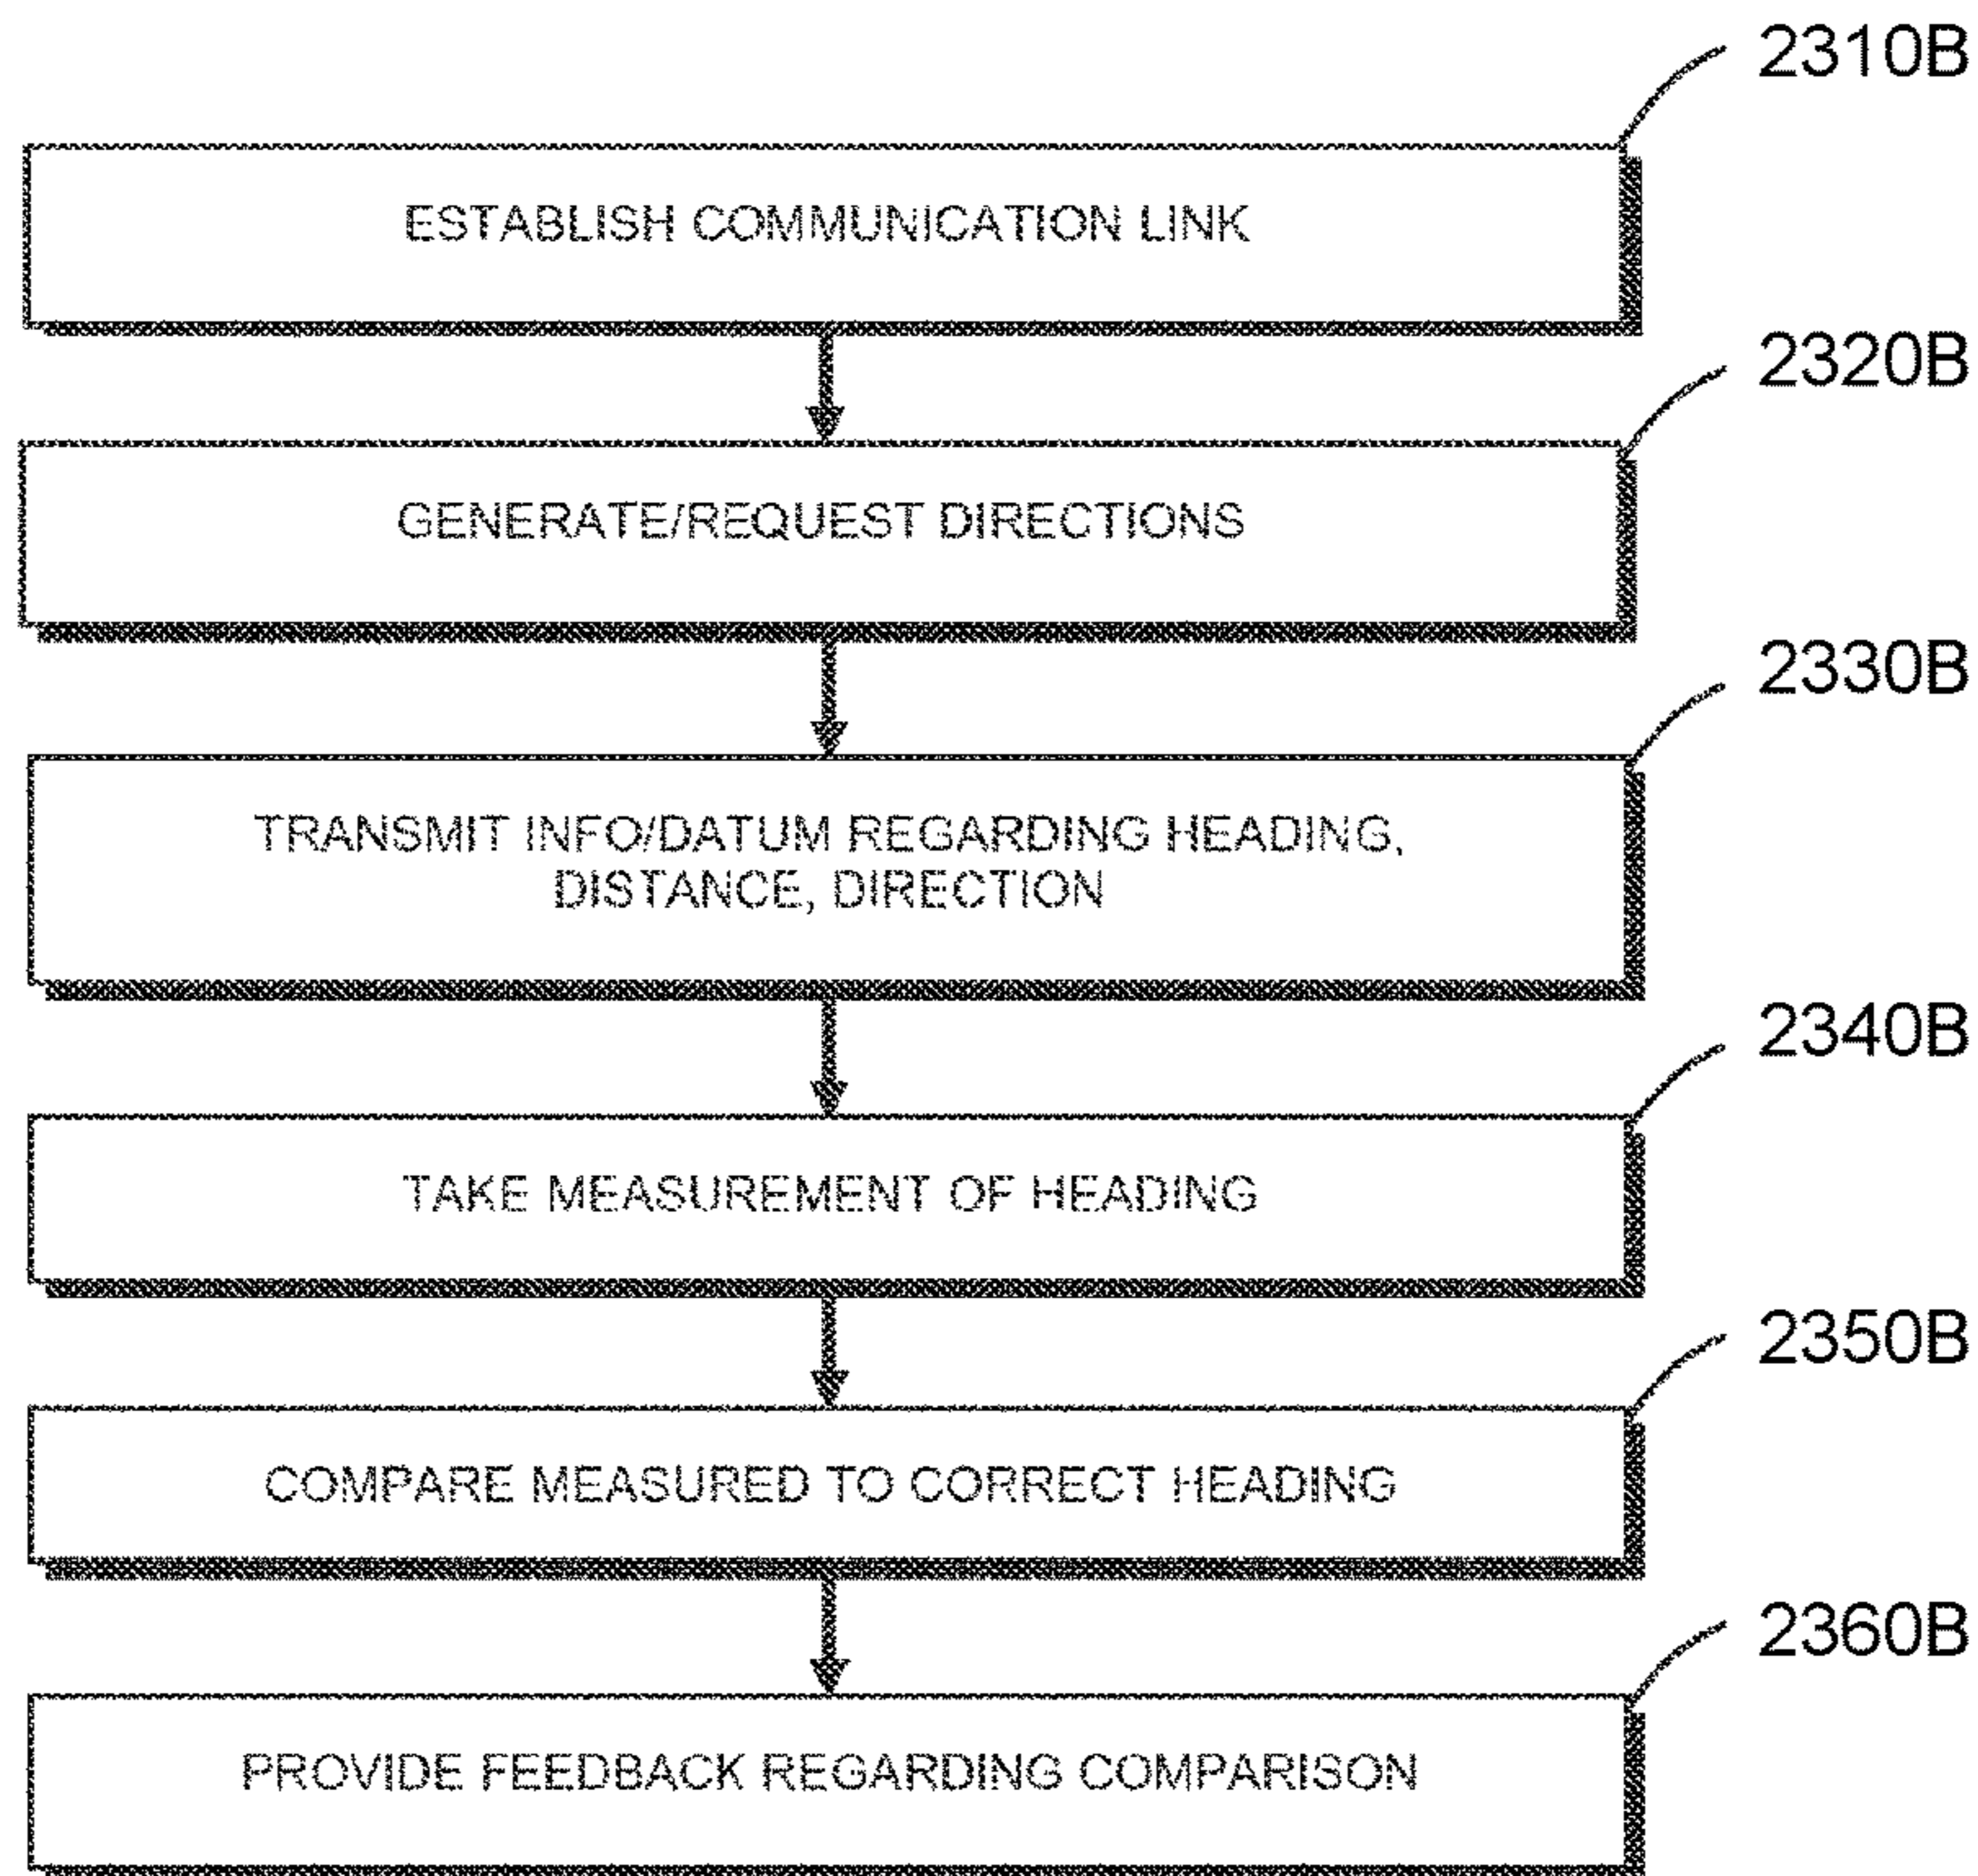 2310B
ESTABLISH COMMUNICATION LINK
2320B
GENERATE/REQUEST DIRECTIONS
2330B
TRANSMIT INFO/DATUM REGARDING HEADING,
DISTANCE, DIRECTION
2340B
TAKE MEASUREMENT OF HEADING
2350B
COMPARE MEASURED TO CORRECT HEADING
2360B
PROVIDE FEEDBACK REGARDING COMPARISON